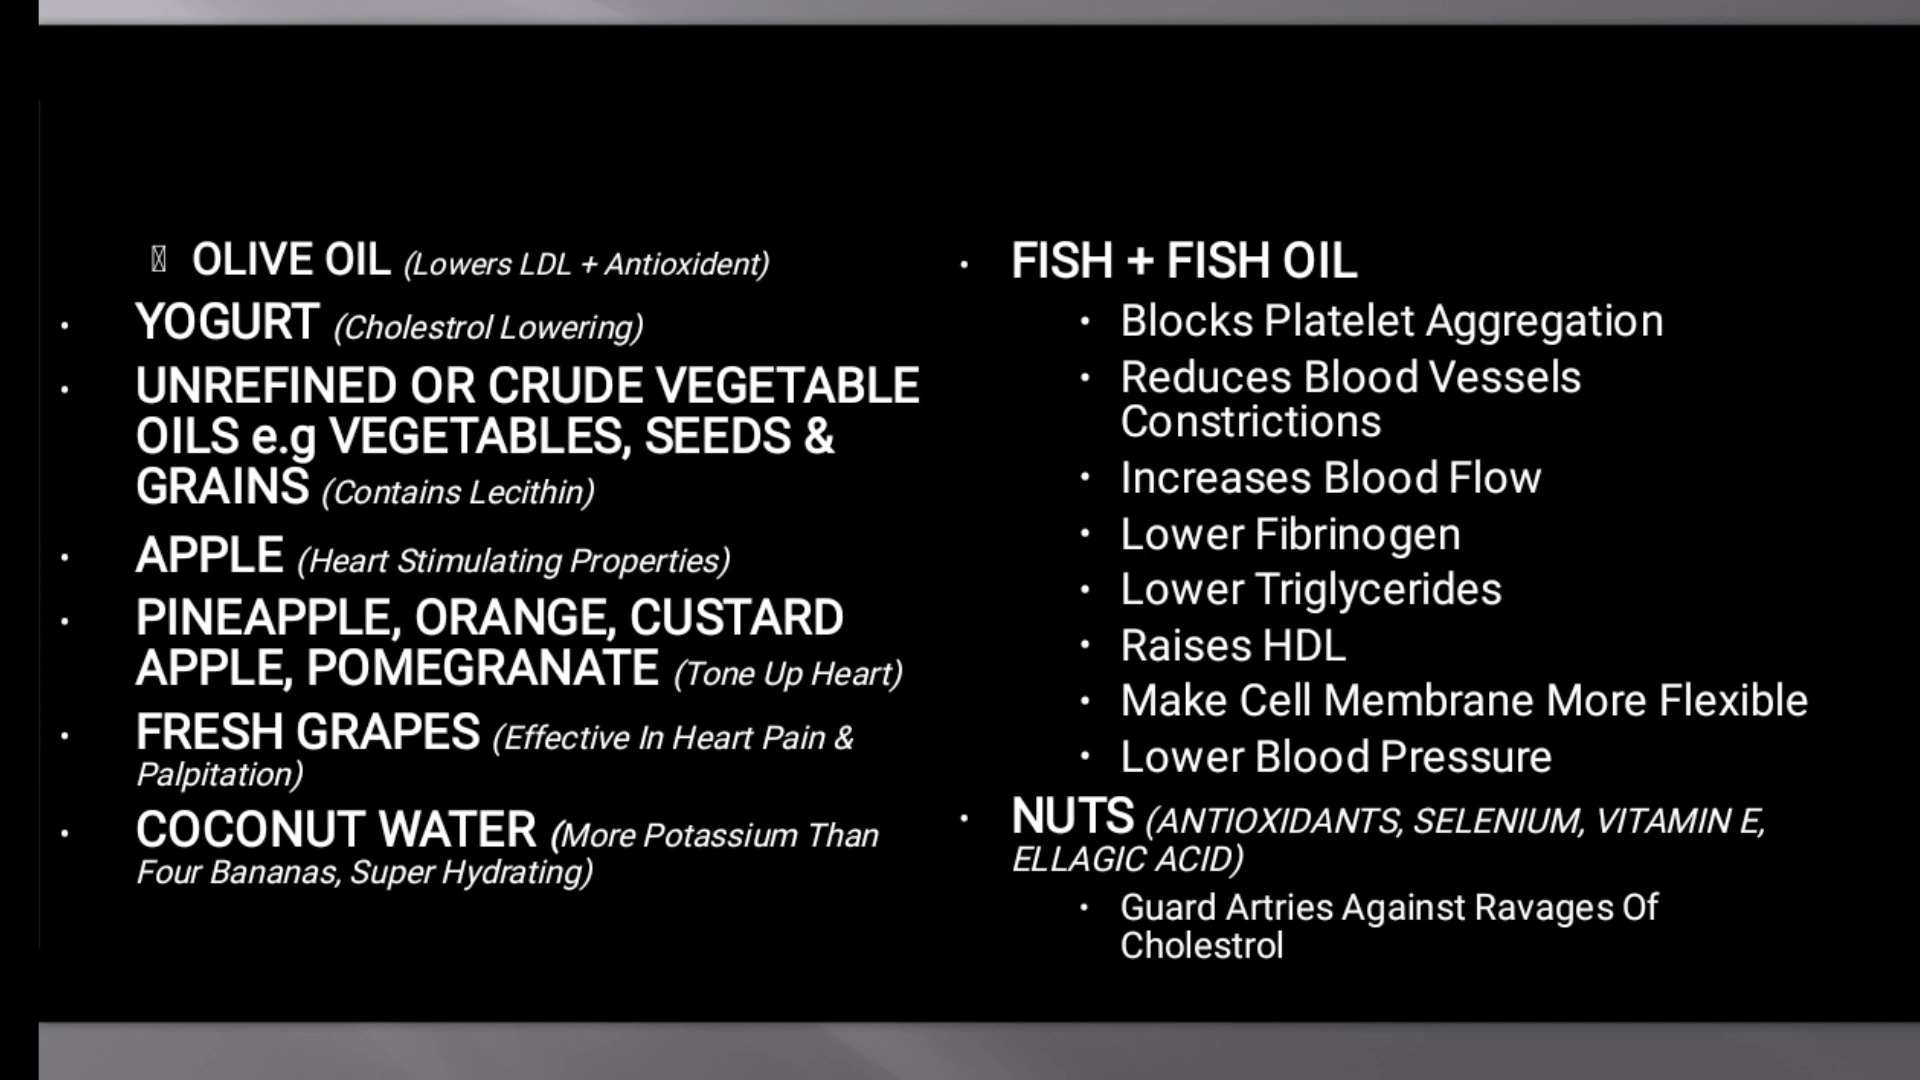 OLIVE OIL (Lowers LDL + Antioxident)
• YOGURT (Cholestrol Lowering)
• UNREFINED OR CRUDE VEGETABLE
OILS e.g VEGETABLES, SEEDS &
GRAINS (Contains Lecithin)
• APPLE (Heart Stimulating Properties)
• PINEAPPLE, ORANGE, CUSTARD
APPLE, POMEGRANATE (Tone Up Heart)
• FRESH GRAPES (Effective In Heart Pain &
Palpitation)
• COCONUT WATER (More Potassium Than
Four Bananas, Super Hydrating)
• FISH + FISH OIL
• Blocks Platelet Aggregation
• Reduces Blood Vessels
Constrictions
• Increases Blood Flow
• Lower Fibrinogen
• Lower Triglycerides
• Raises HDL
• Make Cell Membrane More Flexible
• Lower Blood Pressure
• NUTS (ANTIOXIDANTS, SELENIUM, VITAMIN E,
ELLAGIC ACID)
• Guard Artries Against Ravages Of
Cholestrol